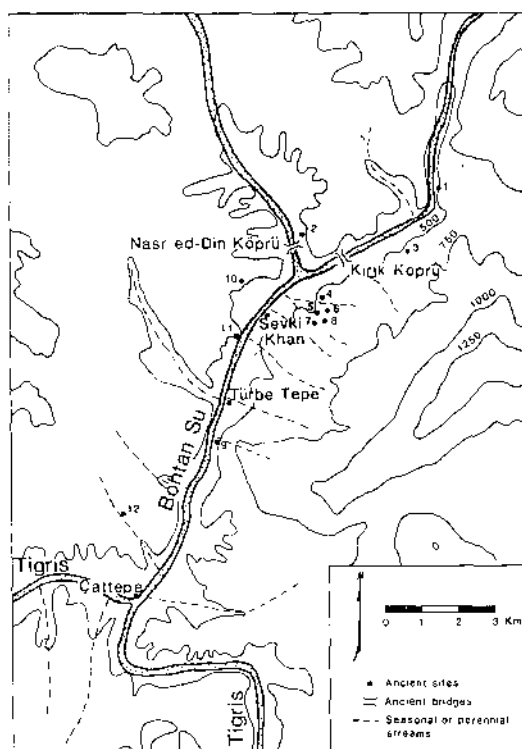 1
500
750
3
2
Nasr ed-Din Köprü
Kırık Köprü
1000
10
4
5
6
7
8
1250
Sevki
Khan
11
Türbe Tepe
9
Bohtan Su
12
Tigris
Cattepe
0 1 2 3 Km
Ancient sites
Ancient bridges
Seasonal or perennial
streams
Tigris